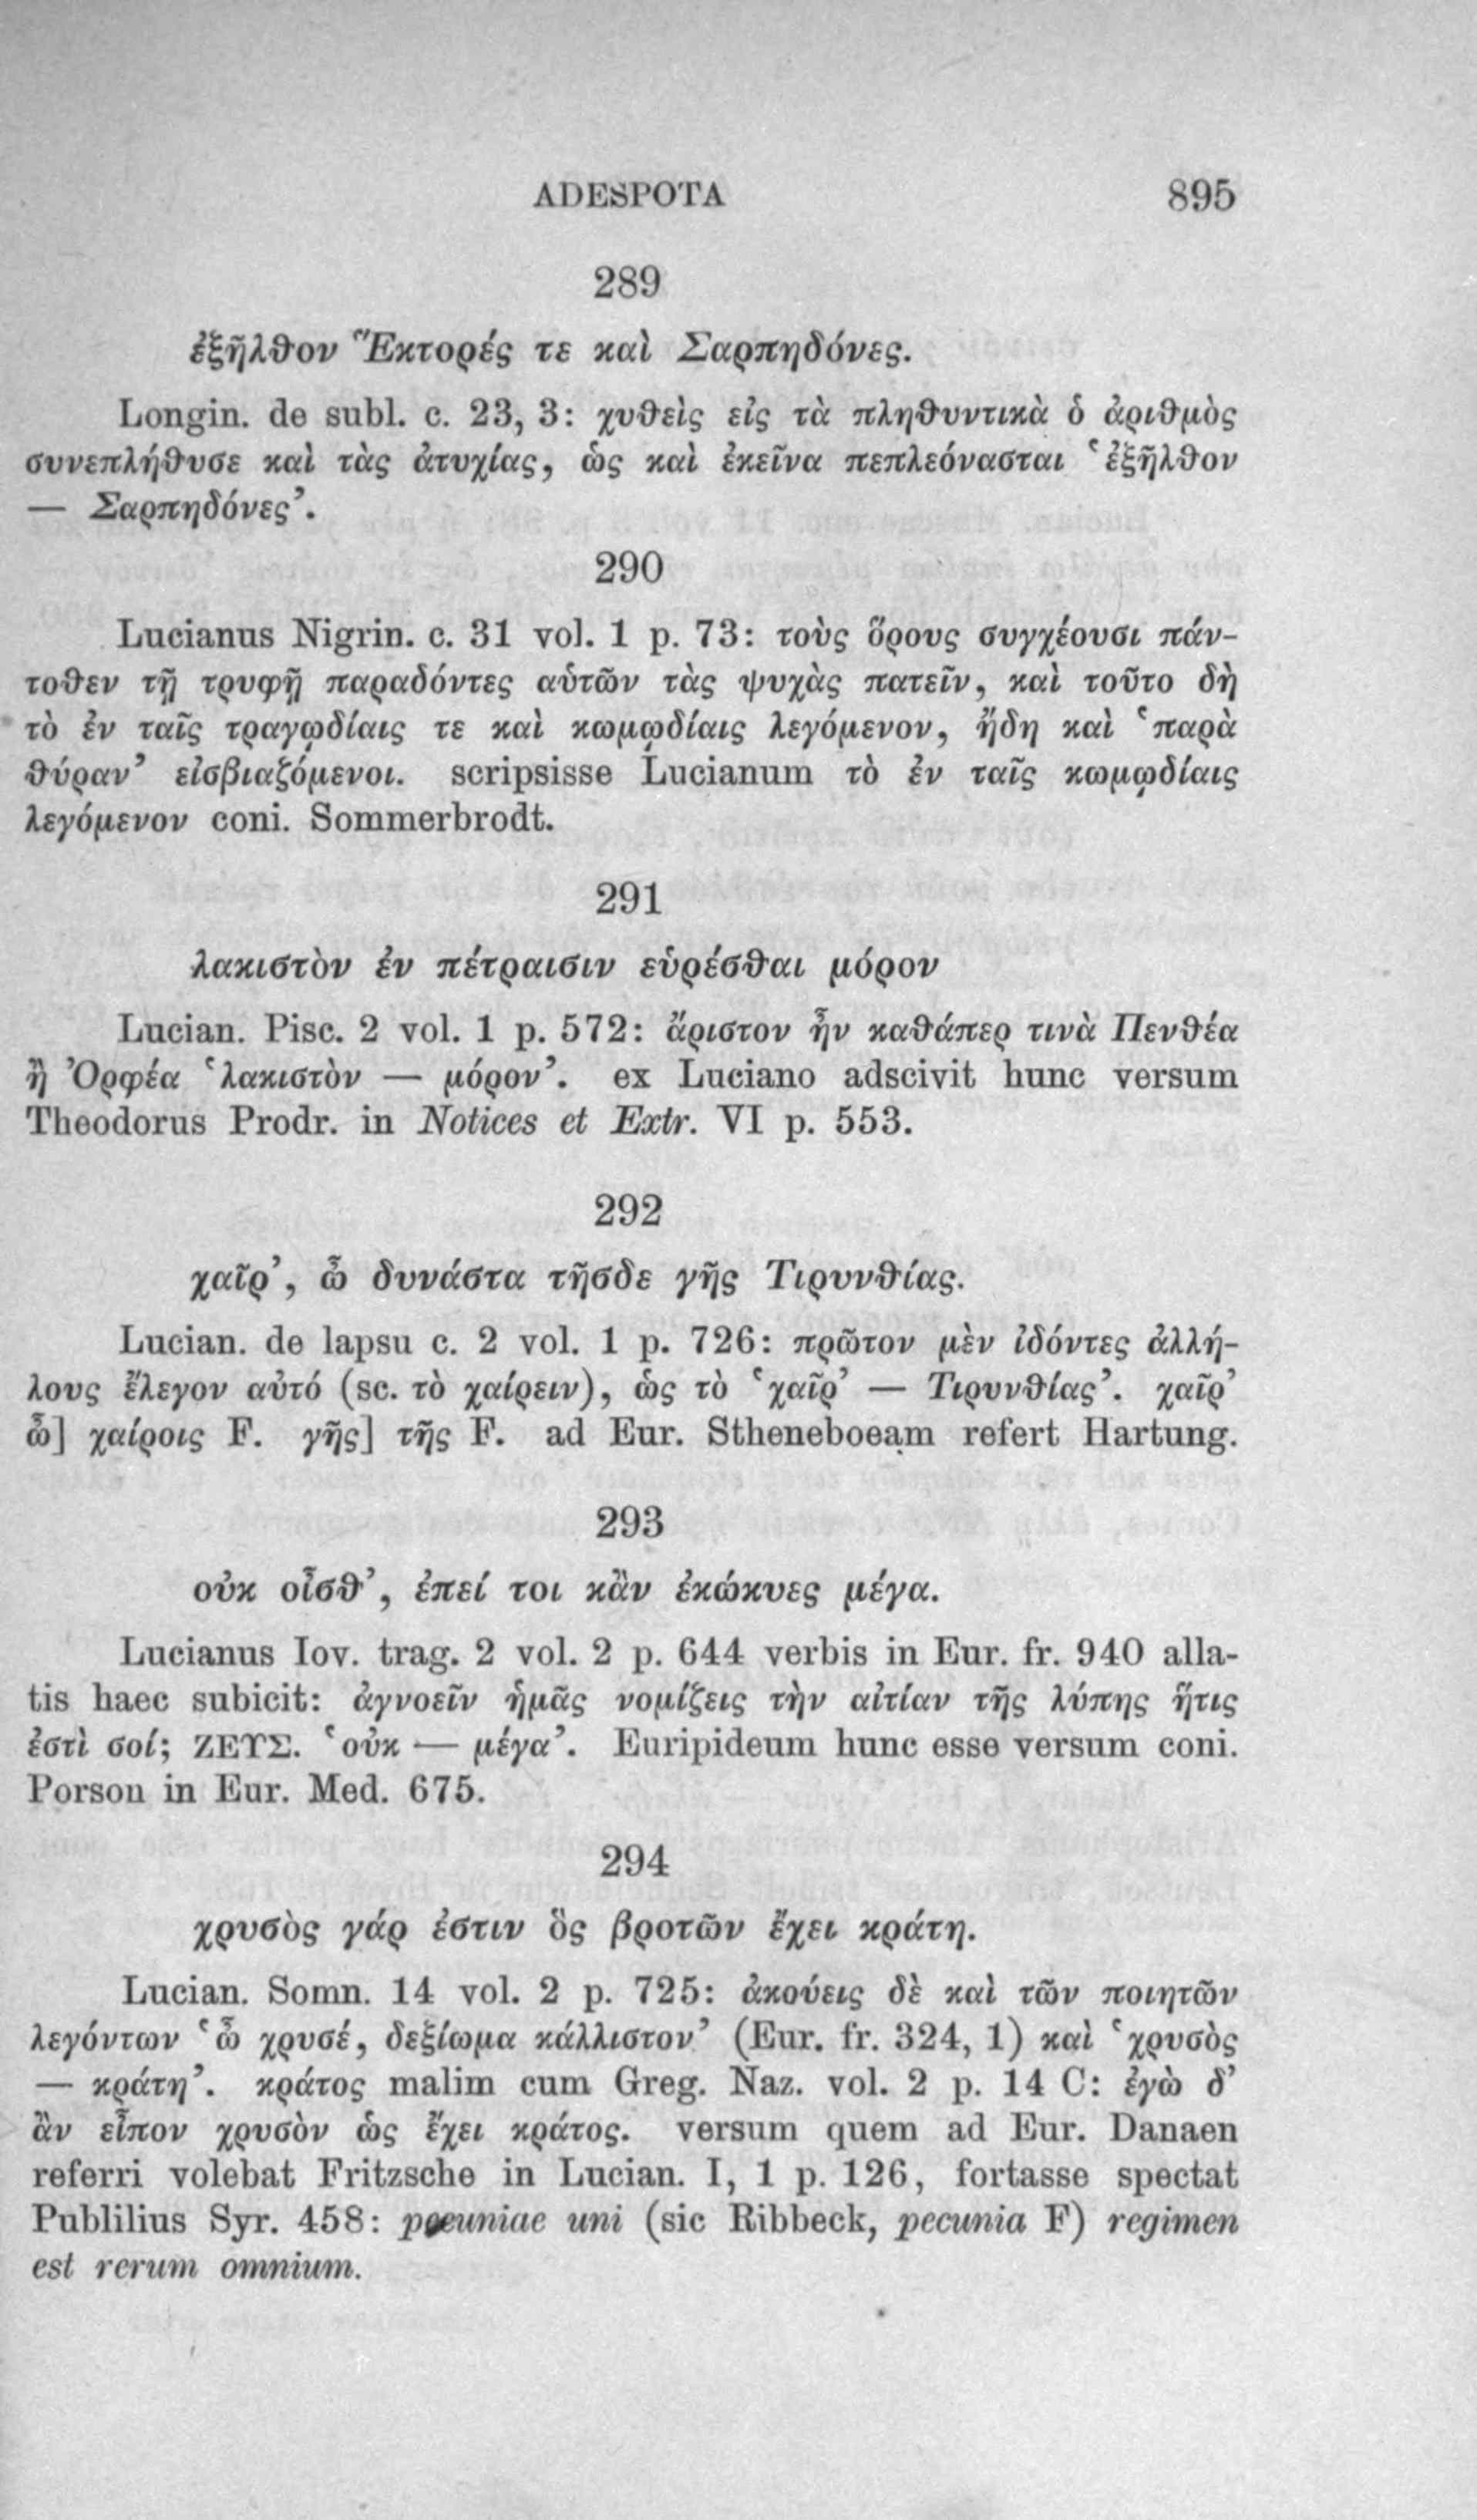 ADESPOTA 895
289
ἐξῆλθον Ἕκτορές τε καὶ Σαρπηδόνες.
Longin. de subl. c. 23, 3: χυθεὶς εἰς τὰ πληθυντικὰ ὁ ἀριθμὸς
συνεπλήθυσε καὶ τὰς ἀτυχίας, ὡς καὶ ἐκεῖνα πεπλεόνασται ‘ἐξῆλθον
— Σαρπηδόνες’.
290
Lucianus Nigrin. c. 31 vol. 1 p. 73: τοὺς ὅρους συγχέουσι πάν-
τοθεν τῇ τρυφῇ παραδόντες αὑτῶν τὰς ψυχὰς πατεῖν, καὶ τοῦτο δὴ
τὸ ἐν ταῖς τραγῳδίαις τε καὶ κωμῳδίαις λεγόμενον, ἤδη καὶ ‘παρὰ
θύραν’ εἰσβιαζόμενοι. scripsisse Lucianum τὸ ἐν ταῖς κωμῳδίαις
λεγόμενον coni. Sommerbrodt.
291
λακιστὸν ἐν πέτραισιν εὑρέσθαι μόρον
Lucian. Pisc. 2 vol. 1 p. 572: ἄριστον ἦν καθάπερ τινὰ Πενθέα
ἢ Ὀρφέα ‘λακιστὸν — μόρον’. ex Luciano adscivit hunc versum
Theodorus Prodr. in Notices et Extr. VI p. 553.
292
χαῖρ’, ὦ δυνάστα τῆσδε γῆς Τιρυνθίας.
Lucian. de lapsu c. 2 vol. 1 p. 726: πρῶτον μὲν ἰδόντες ἀλλή-
λους ἔλεγον αὐτό (sc. τὸ χαίρειν), ὡς τὸ ‘χαῖρ’ — Τιρυνθίας’. χαῖρ’
ὦ] χαίροις F. γῆς] τῆς F. ad Eur. Stheneboeam refert Hartung.
293
οὐκ οἶσθ’, ἐπεί τοι κἂν ἐκώκυες μέγα.
Lucianus Iov. trag. 2 vol. 2 p. 644 verbis in Eur. fr. 940 alla-
tis haec subicit: ἀγνοεῖν ἡμᾶς νομίζεις τὴν αἰτίαν τῆς λύπης ἥτις
ἐστὶ σοί; ΖΕΥΣ. ‘οὐκ — μέγα’. Euripideum hunc esse versum coni.
Porson in Eur. Med. 675.
294
χρυσὸς γάρ ἐστιν ὃς βροτῶν ἔχει κράτη.
Lucian. Somn. 14 vol. 2 p. 725: ἀκούεις δὲ καὶ τῶν ποιητῶν
λεγόντων ‘ὦ χρυσέ, δεξίωμα κάλλιστον’ (Eur. fr. 324, 1) καὶ ‘χρυσὸς
— κράτη’. κράτος malim cum Greg. Naz. vol. 2 p. 14 C: ἐγὼ δ’
ἂν εἶπον χρυσὸν ὡς ἔχει κράτος. versum quem ad Eur. Danaen
referri volebat Fritzsche in Lucian. I, 1 p. 126, fortasse spectat
Publilius Syr. 458: pecuniae uni (sic Ribbeck, pecunia F) regimen
est rerum omnium.